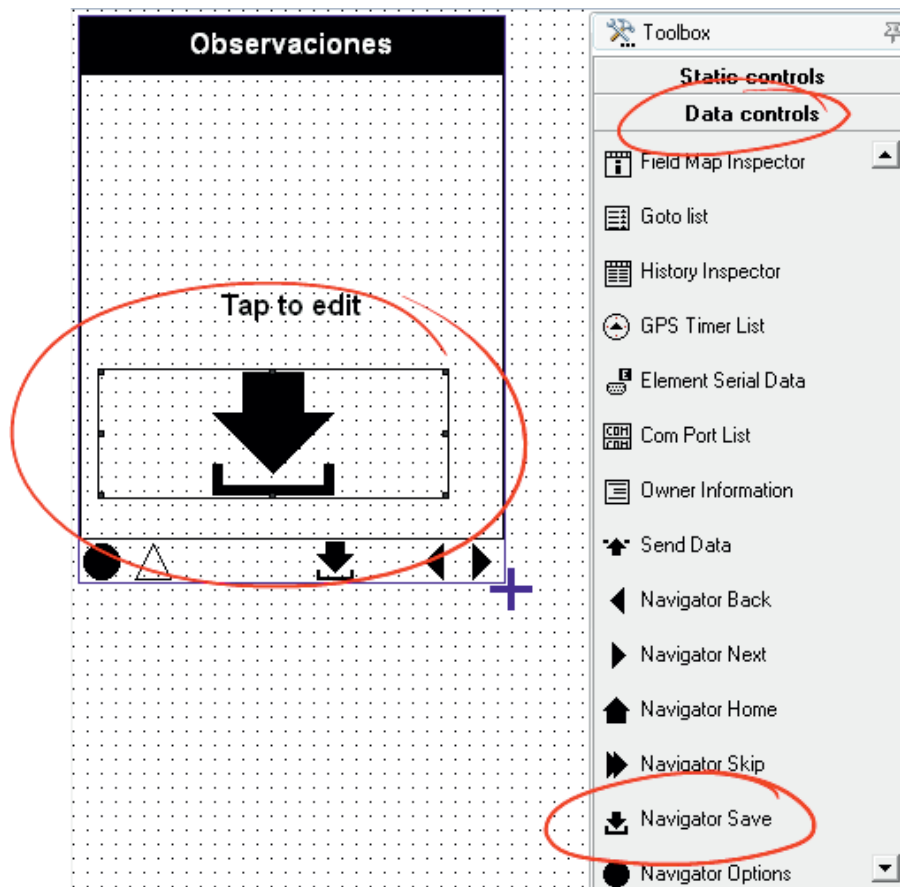 Observaciones
Tap to edit
Toolbox
Static controls
Data controls
Field Map Inspector
Goto list
History Inspector
GPS Timer List
Element Serial Data
Com Port List
Owner Information
Send Data
Navigator Back
Navigator Next
Navigator Home
Navigator Skip
Navigator Save
Navigator Options